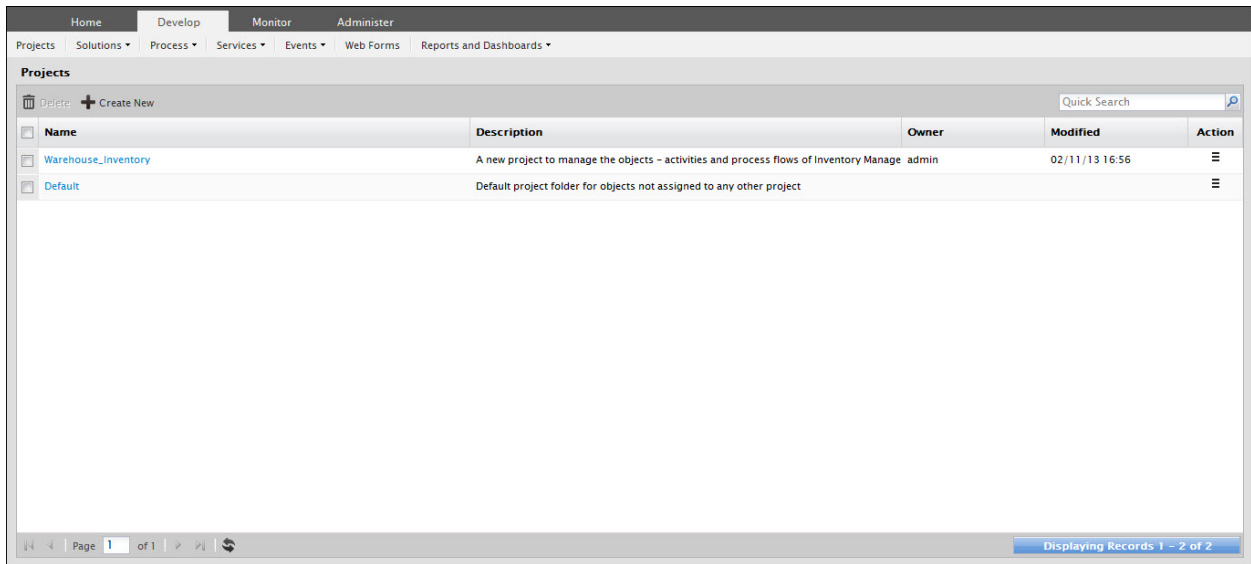 Home Develop Monitor Administer
Projects Solutions Process Services Events Web Forms Reports and Dashboards
Projects
Delete Create New Quick Search
Name Description Owner Modified Action
Warehouse_Inventory A new project to manage the objects - activities and process flows of Inventory Manage admin 02/11/13 16:56
Default Default project folder for objects not assigned to any other project
Page 1 of 1 Displaying Records 1 - 2 of 2